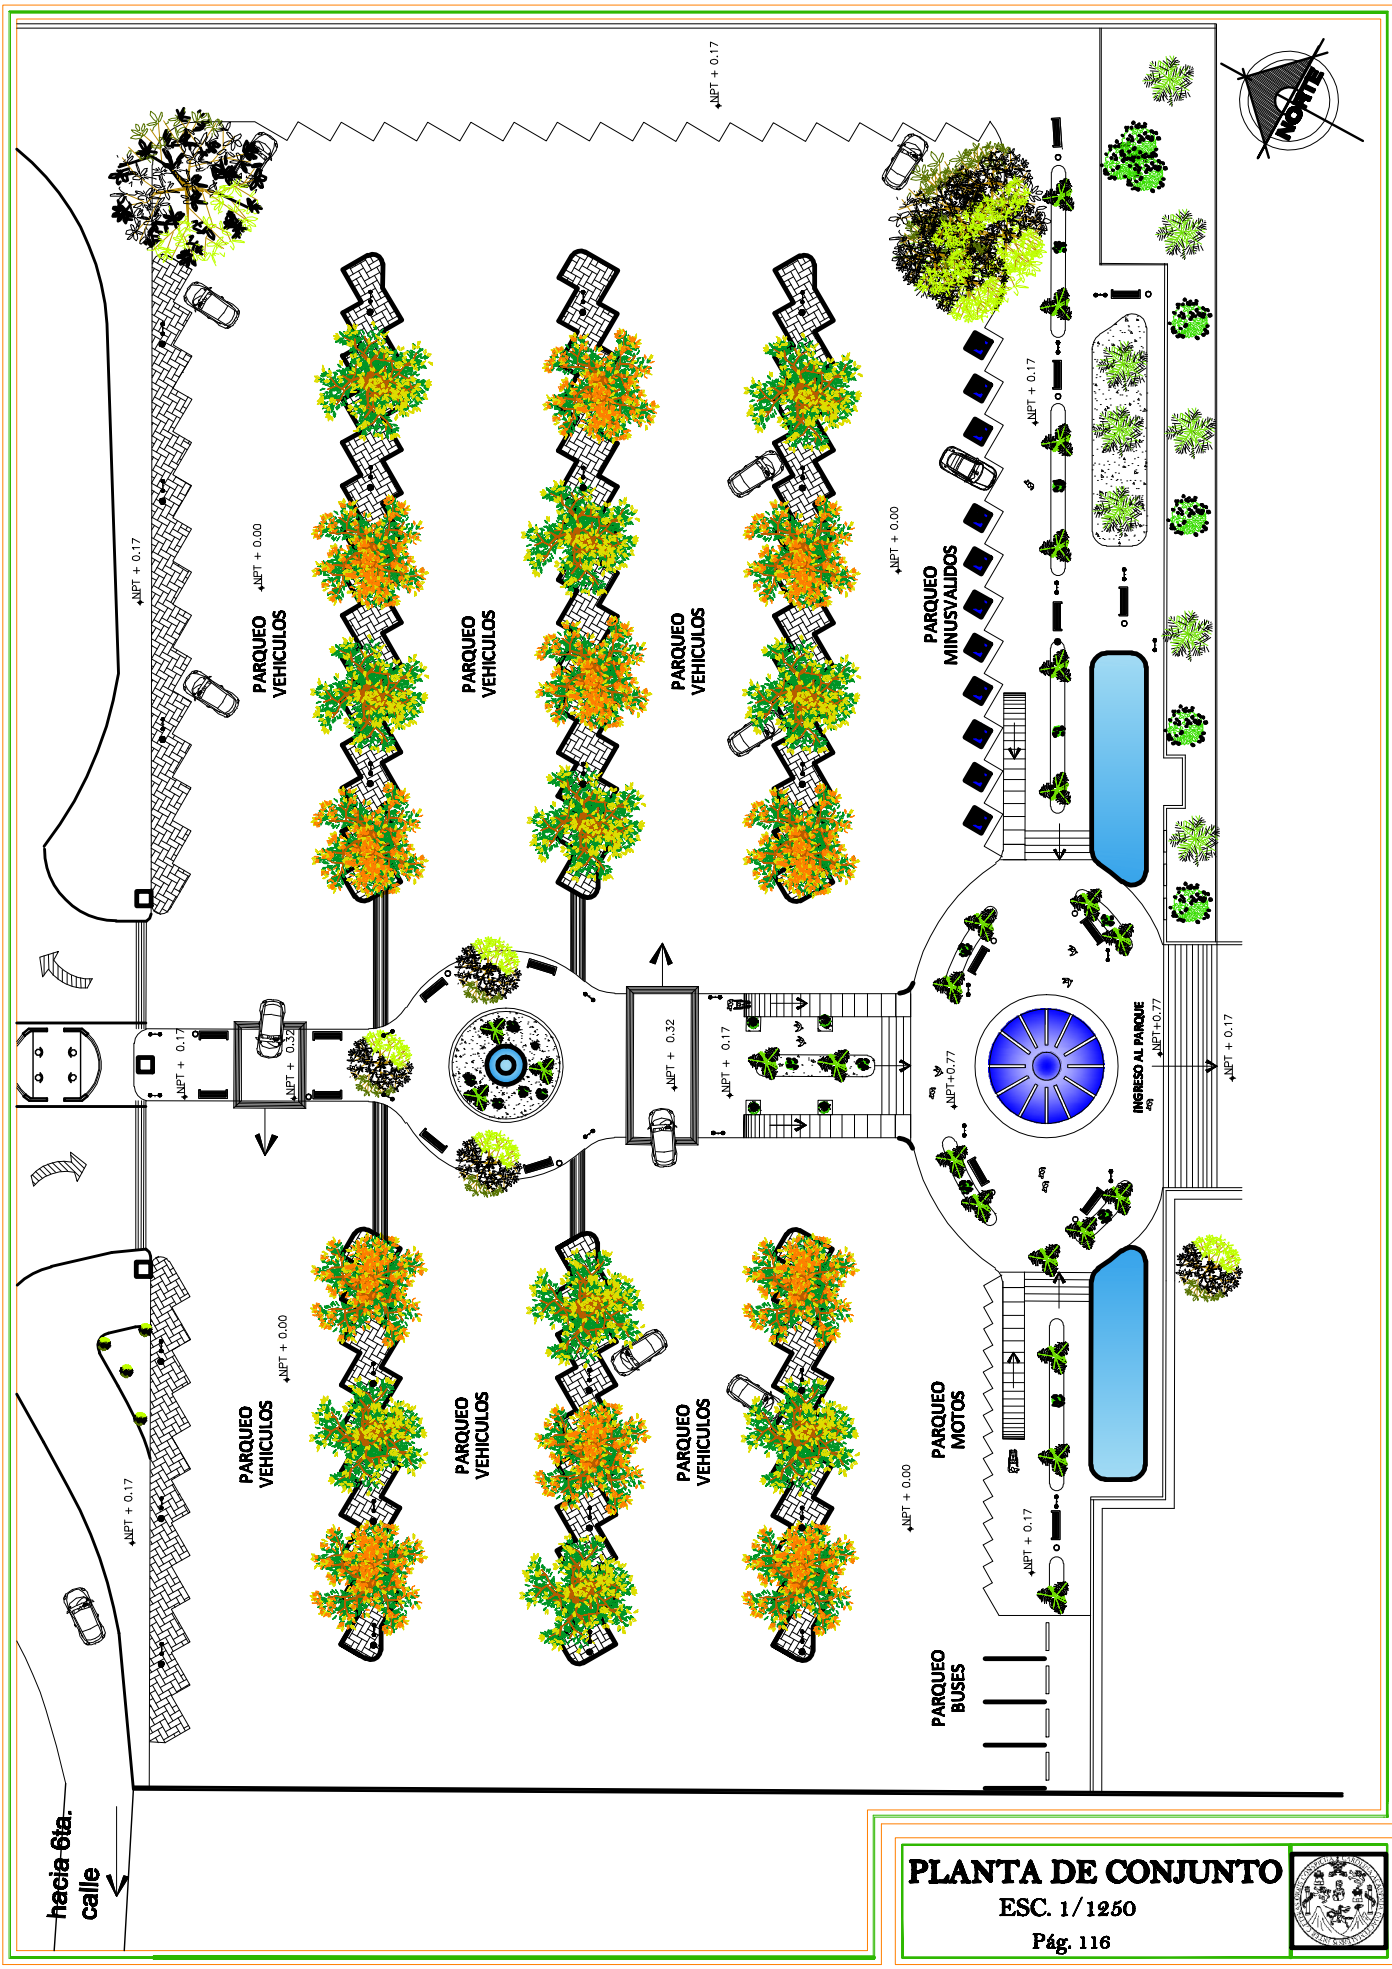 NPT + 0.17
NORTE
NPT + 0.17
NPT + 0.17
NPT + 0.00
NPT + 0.00
PARQUEO
VEHICULOS
PARQUEO
VEHICULOS
PARQUEO
VEHICULOS
PARQUEO
MINUSVALIDOS
NPT + 0.17
NPT + 0.32
NPT + 0.32
NPT + 0.17
NPT+0.77
INGRESO AL PARQUE
NPT+0.77
NPT + 0.17
NPT + 0.00
PARQUEO
VEHICULOS
PARQUEO
VEHICULOS
PARQUEO
VEHICULOS
PARQUEO
MOTOS
NPT + 0.17
NPT + 0.00
NPT + 0.17
PARQUEO
BUSES
hacia 6ta.
calle
PLANTA DE CONJUNTO
ESC. 1/1250
Pág. 116